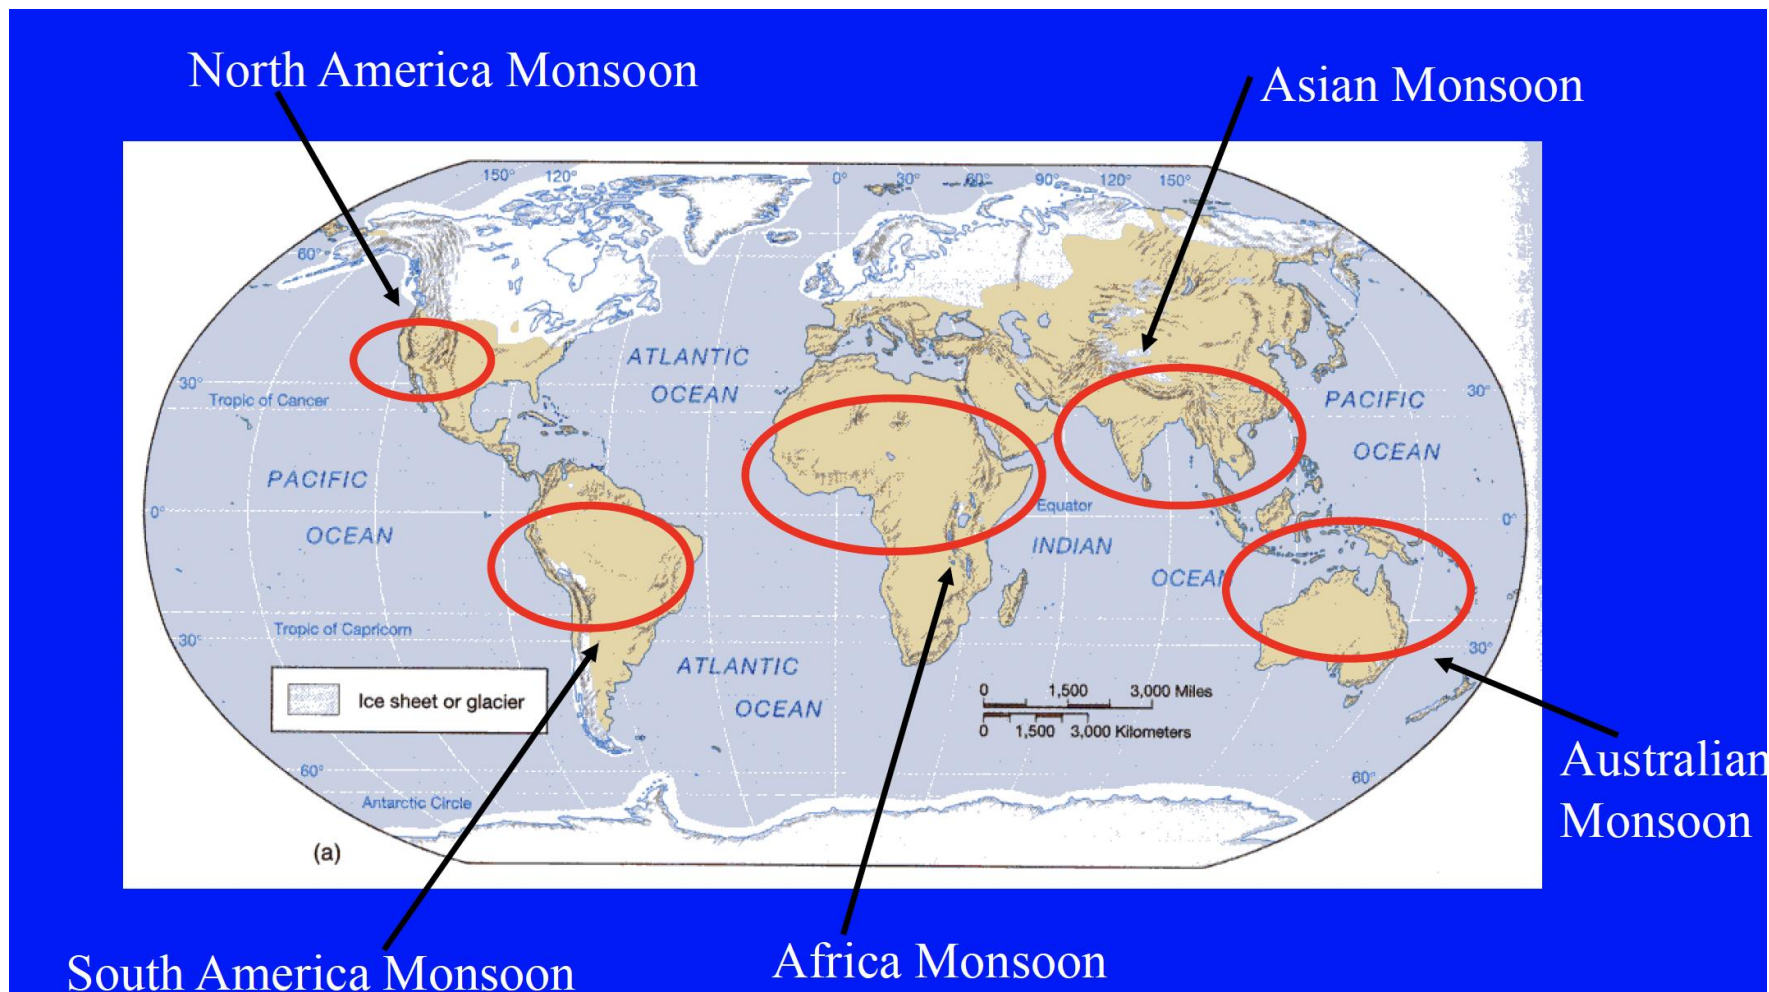 North America Monsoon
Asian Monsoon
150° 120° 0° 30° 60° 90° 120° 150°
60°
ATLANTIC
OCEAN
30°
Tropic of Cancer
PACIFIC
OCEAN
30°
PACIFIC
OCEAN
0°
Equator
0°
INDIAN
OCEAN
Tropic of Capricorn
30°
30°
ATLANTIC
OCEAN
Ice sheet or glacier
0 1,500 3,000 Miles
0 1,500 3,000 Kilometers
60°
60°
Antarctic Circle
(a)
Australian
Monsoon
South America Monsoon
Africa Monsoon